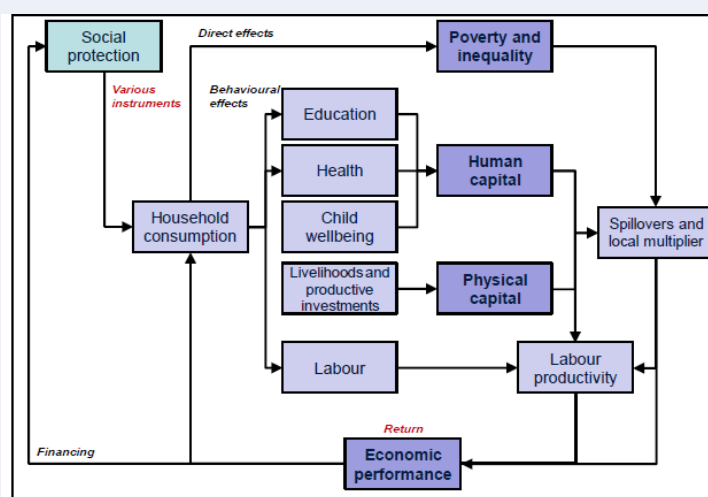 Social
protection
Direct effects
Poverty and
inequality
Various
instruments
Behavioural
effects
Education
Health
Human
capital
Child
wellbeing
Household
consumption
Spillovers and
local multiplier
Livelihoods and
productive
investments
Physical
capital
Labour
Labour
productivity
Return
Financing
Economic
performance